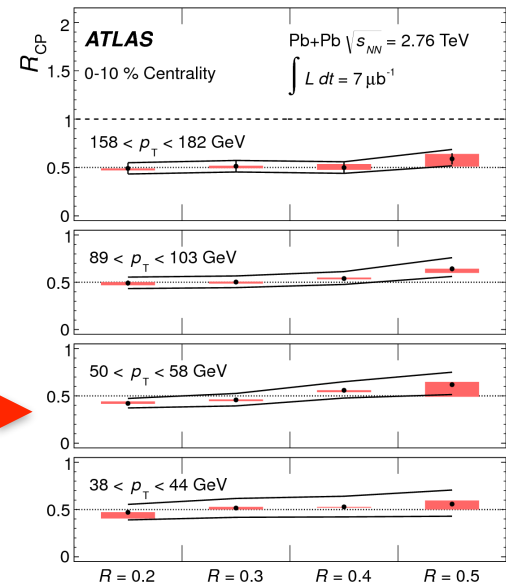 R_CP
2
1.5
1
0.5
0
ATLAS
0-10 % Centrality
Pb+Pb √s_NN = 2.76 TeV
∫ L dt = 7 μb⁻¹
158 < p_T < 182 GeV
1
0.5
0
89 < p_T < 103 GeV
1
0.5
0
50 < p_T < 58 GeV
1
0.5
0
38 < p_T < 44 GeV
R = 0.2 R = 0.3 R = 0.4 R = 0.5